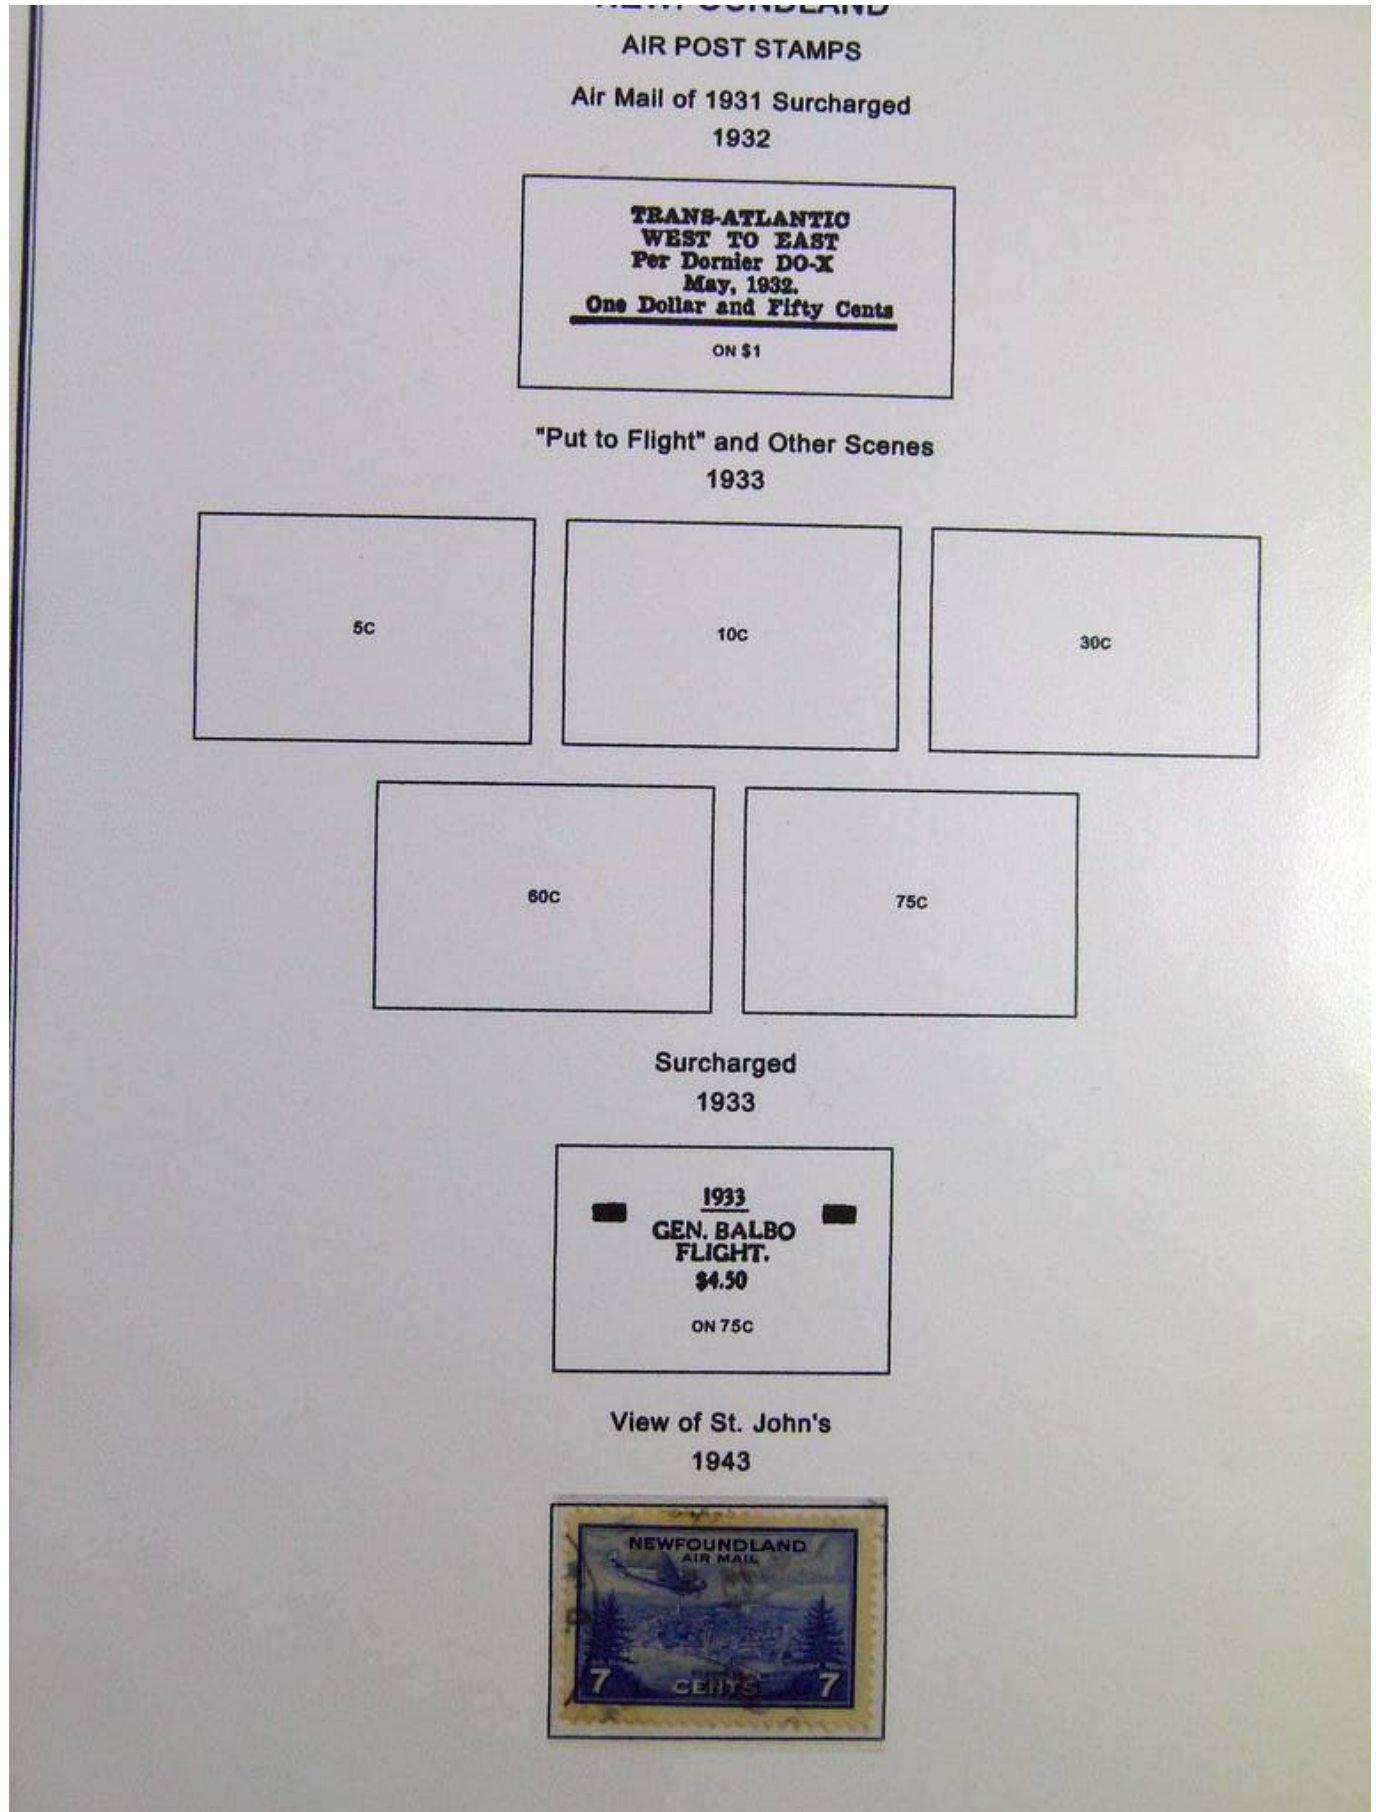 NEWFOUNDLAND
AIR POST STAMPS
Air Mail of 1931 Surcharged
1932
TRANS-ATLANTIC
WEST TO EAST
Per Dornier DO-X
May, 1932.
One Dollar and Fifty Cents
ON $1
"Put to Flight" and Other Scenes
1933
5C
10C
30C
60C
75C
Surcharged
1933
1933
GEN. BALBO
FLIGHT.
$4.50
ON 75C
View of St. John's
1943
NEWFOUNDLAND
AIR MAIL
7
CENTS
7